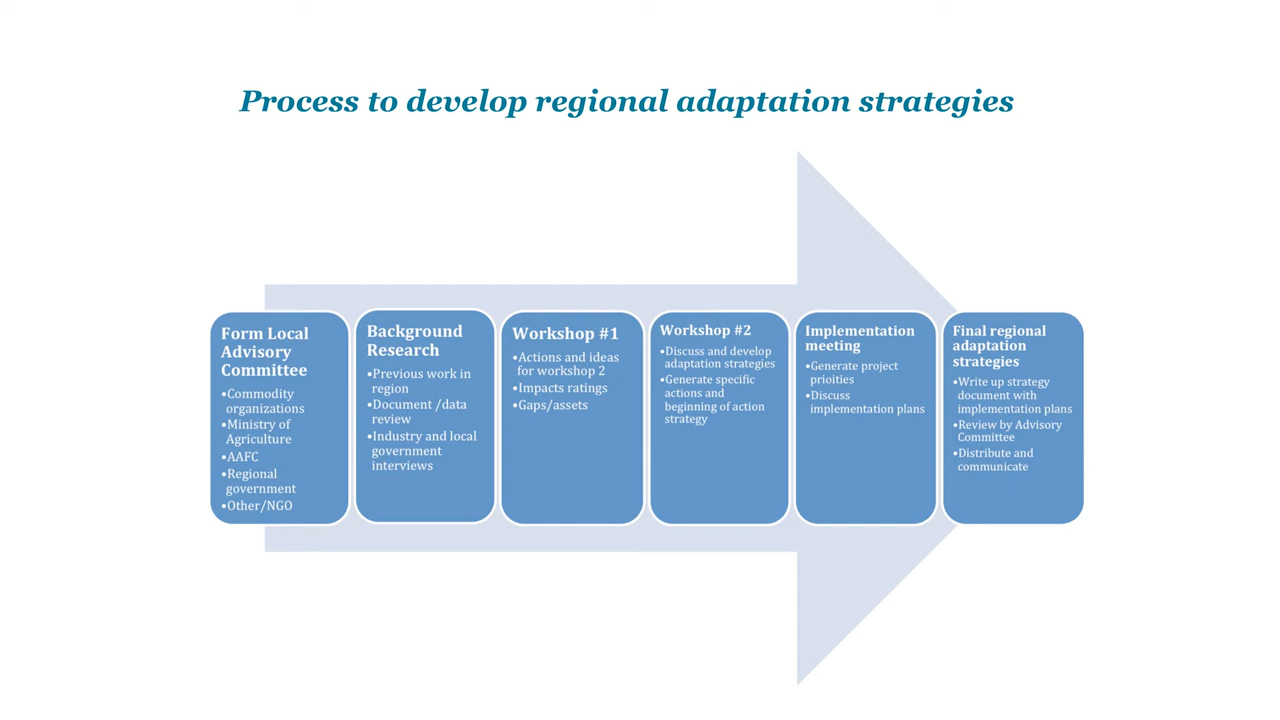 Process to develop regional adaptation strategies
Form Local
Advisory
Committee
•Commodity
organizations
•Ministry of
Agriculture
•AAFC
•Regional
government
•Other/NGO
Background
Research
•Previous work in
region
•Document /data
review
•Industry and local
government
interviews
Workshop #1
•Actions and ideas
for workshop 2
•Impacts ratings
•Gaps/assets
Workshop #2
•Discuss and develop
adaptation strategies
•Generate specific
actions and
beginning of action
strategy
Implementation
meeting
•Generate project
prioities
•Discuss
implementation plans
Final regional
adaptation
strategies
•Write up strategy
document with
implementation plans
•Review by Advisory
Committee
•Distribute and
communicate